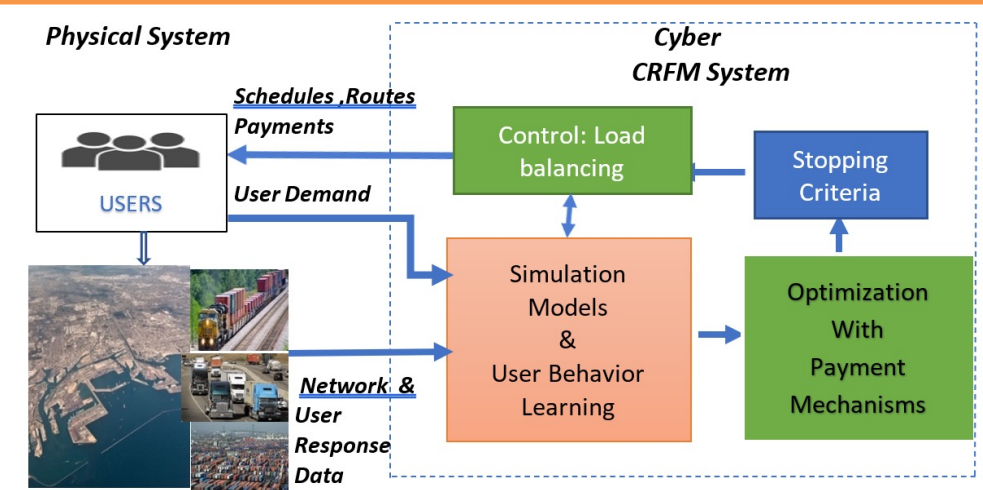 Physical System
Cyber
CRFM System
Schedules ,Routes
Payments
Control: Load
balancing
Stopping
Criteria
USERS
User Demand
Simulation
Models
&
User Behavior
Learning
Optimization
With
Payment
Mechanisms
Network &
User
Response
Data